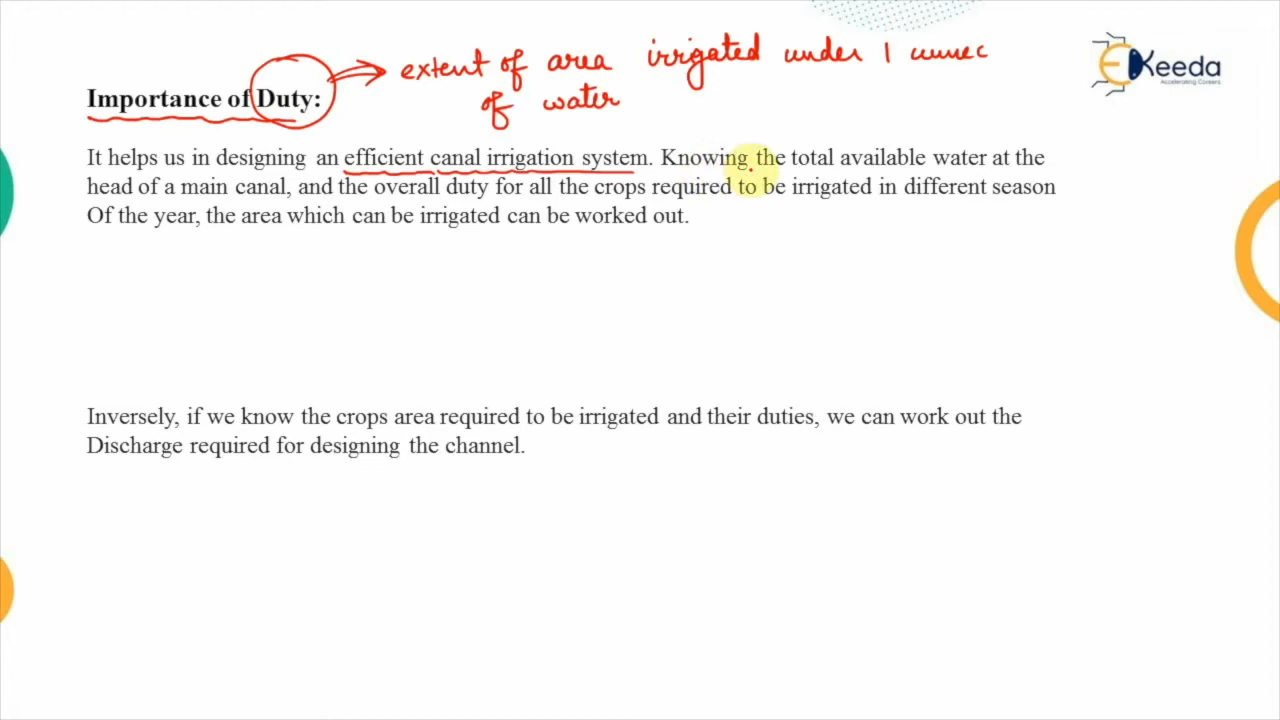 extent of area irrigated under 1 cumec
of water
Importance of Duty:
EKeeda
Accelerating Careers
It helps us in designing an efficient canal irrigation system. Knowing the total available water at the
head of a main canal, and the overall duty for all the crops required to be irrigated in different season
Of the year, the area which can be irrigated can be worked out.
Inversely, if we know the crops area required to be irrigated and their duties, we can work out the
Discharge required for designing the channel.